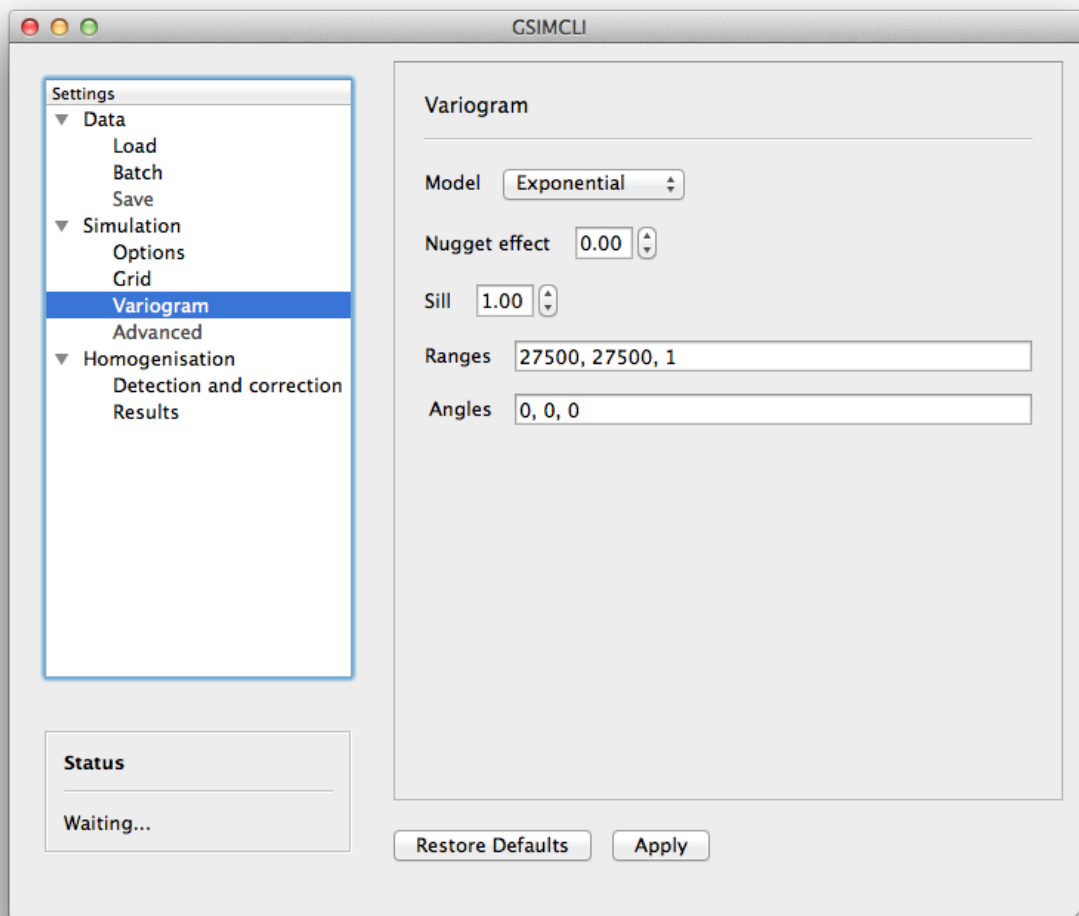 GSIMCLI
Settings
Data
Load
Batch
Save
Simulation
Options
Grid
Variogram
Advanced
Homogenisation
Detection and correction
Results
Status
Waiting...
Variogram
Model Exponential
Nugget effect 0.00
Sill 1.00
Ranges 27500, 27500, 1
Angles 0, 0, 0
Restore Defaults Apply